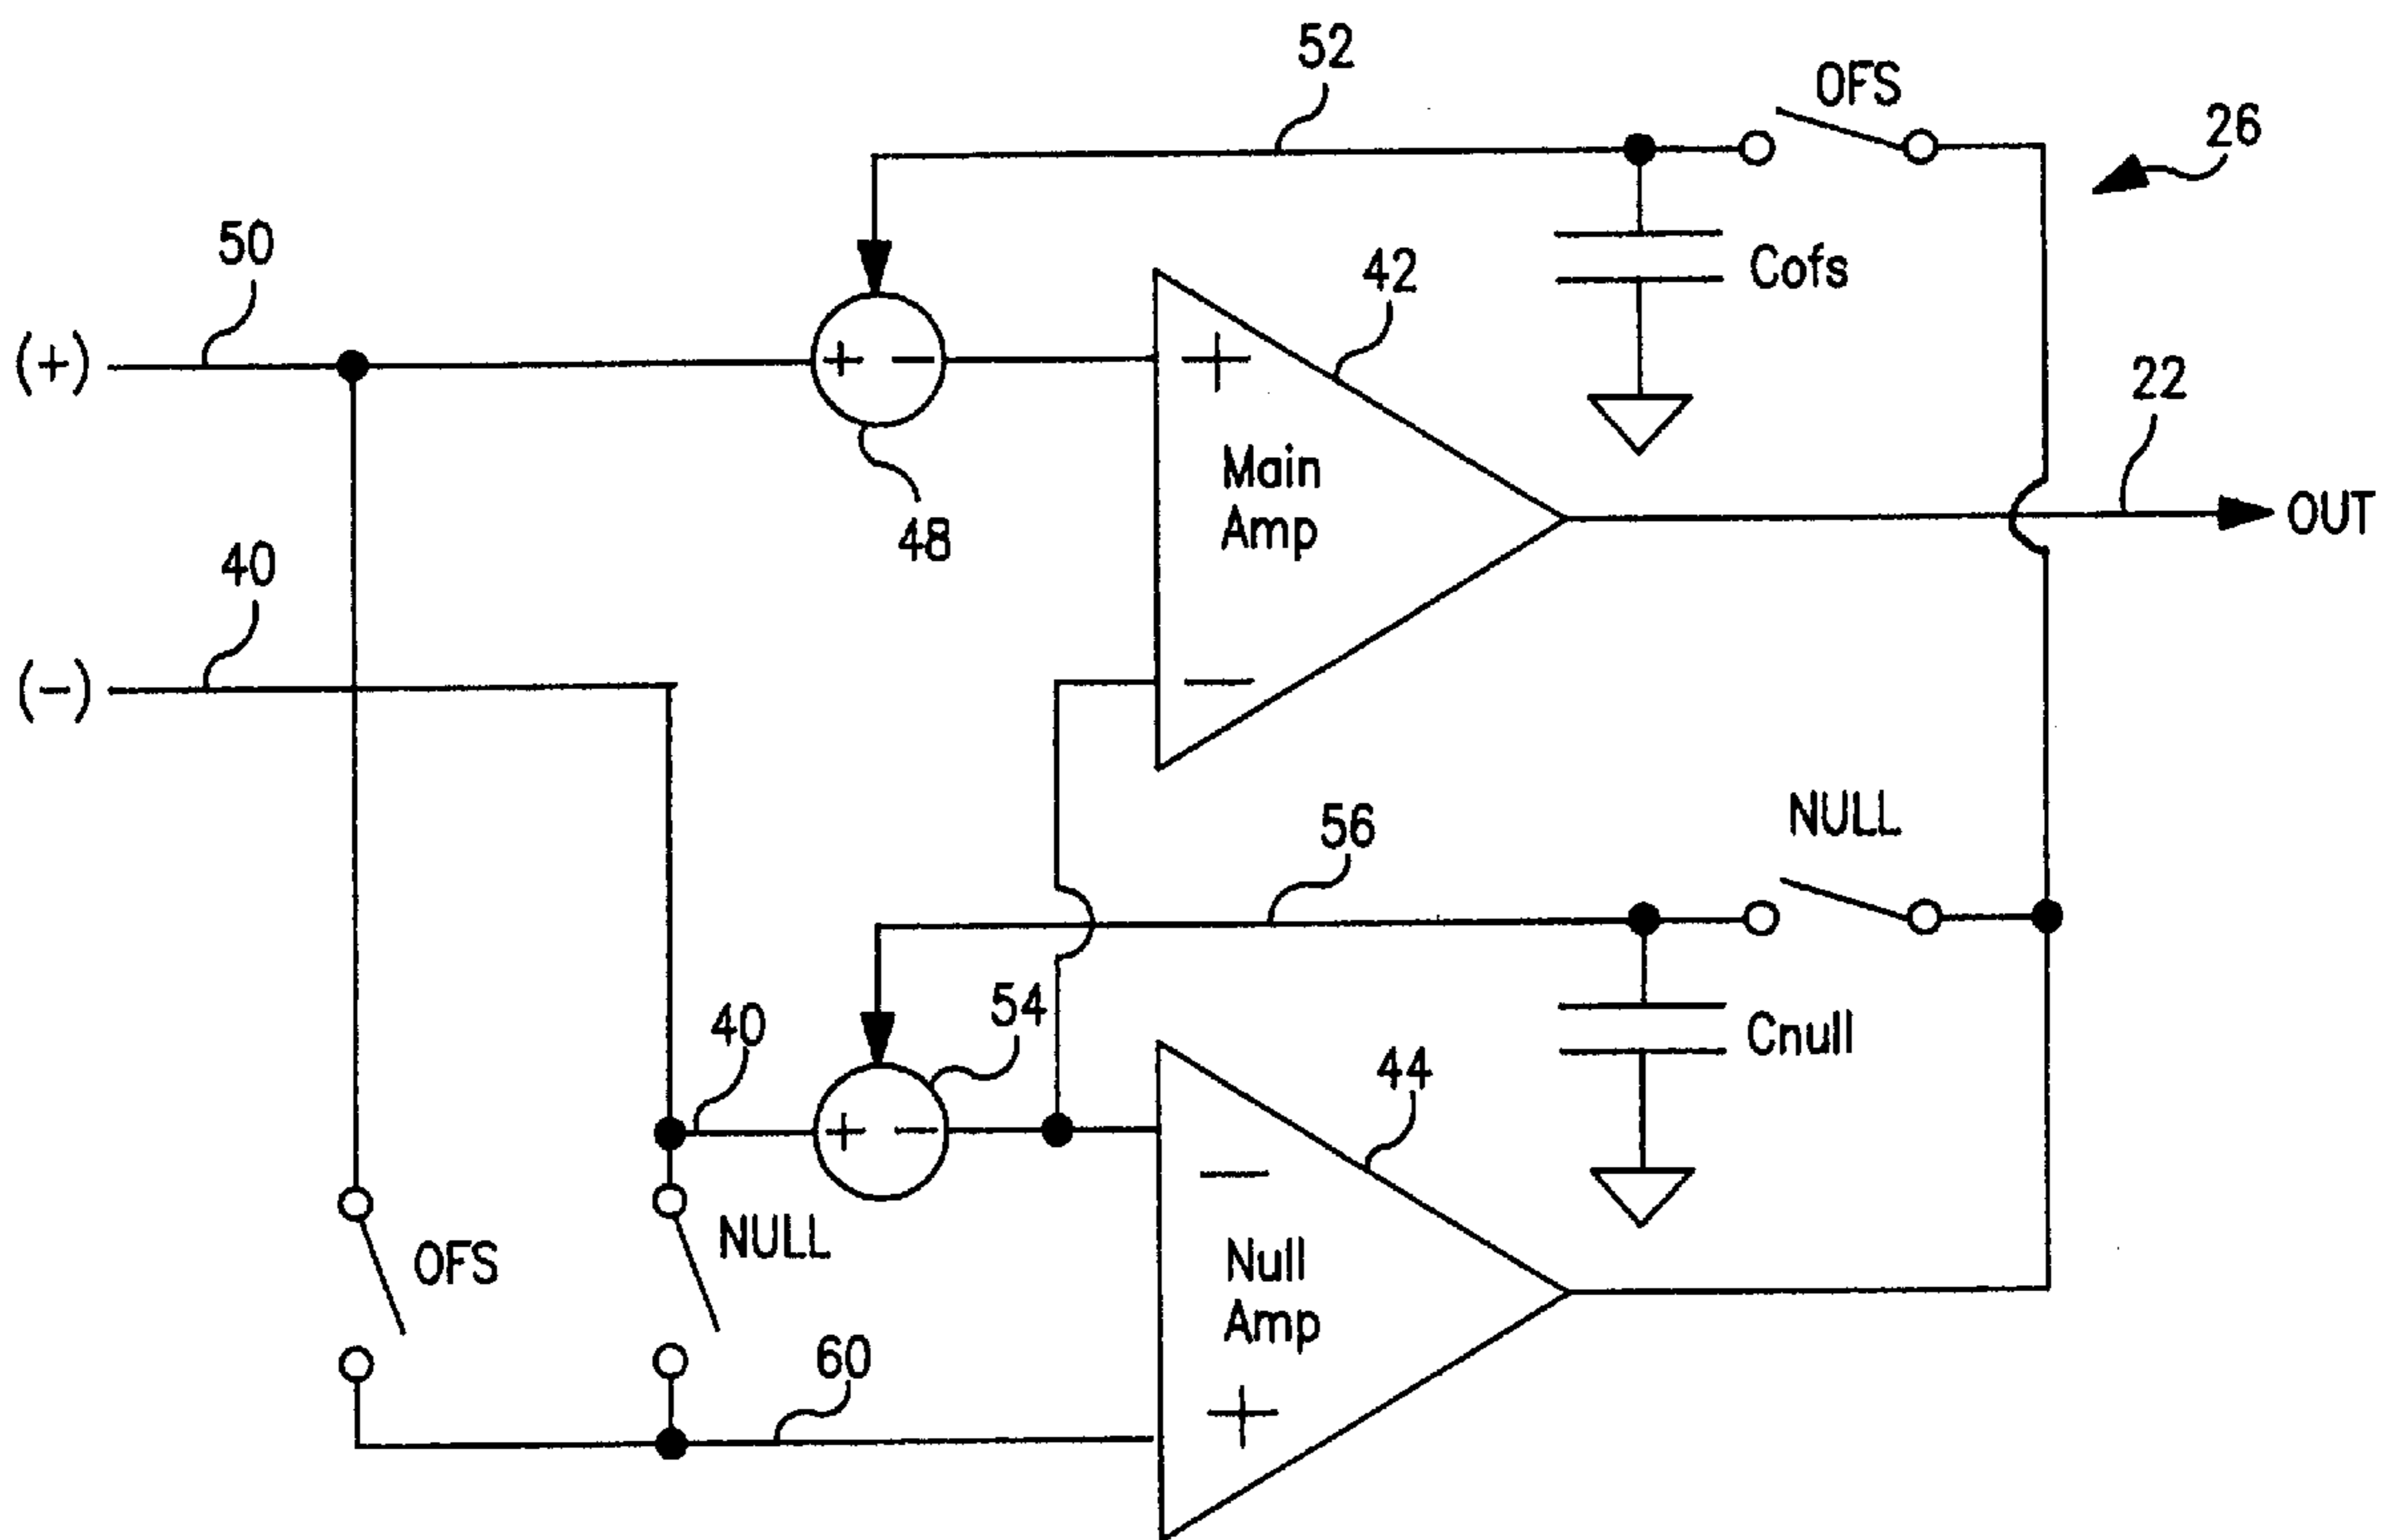 52
OFS
26
50
42
Cofs
(+)
+ −
+
22
Main
Amp
48
OUT
40
(−)
−
NULL
56
54
40
Cnull
44
+ −
−
OFS
NULL
Null
Amp
60
+